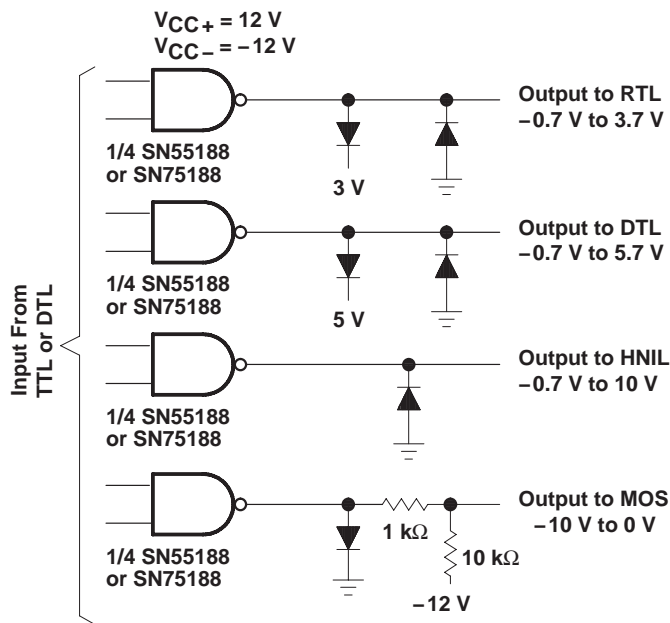 VCC+ = 12 V
VCC− = −12 V
Output to RTL
−0.7 V to 3.7 V
1/4 SN55188
or SN75188
3 V
Output to DTL
−0.7 V to 5.7 V
1/4 SN55188
or SN75188
5 V
Input From
TTL or DTL
Output to HNIL
−0.7 V to 10 V
1/4 SN55188
or SN75188
Output to MOS
−10 V to 0 V
1 kΩ
10 kΩ
1/4 SN55188
or SN75188
−12 V